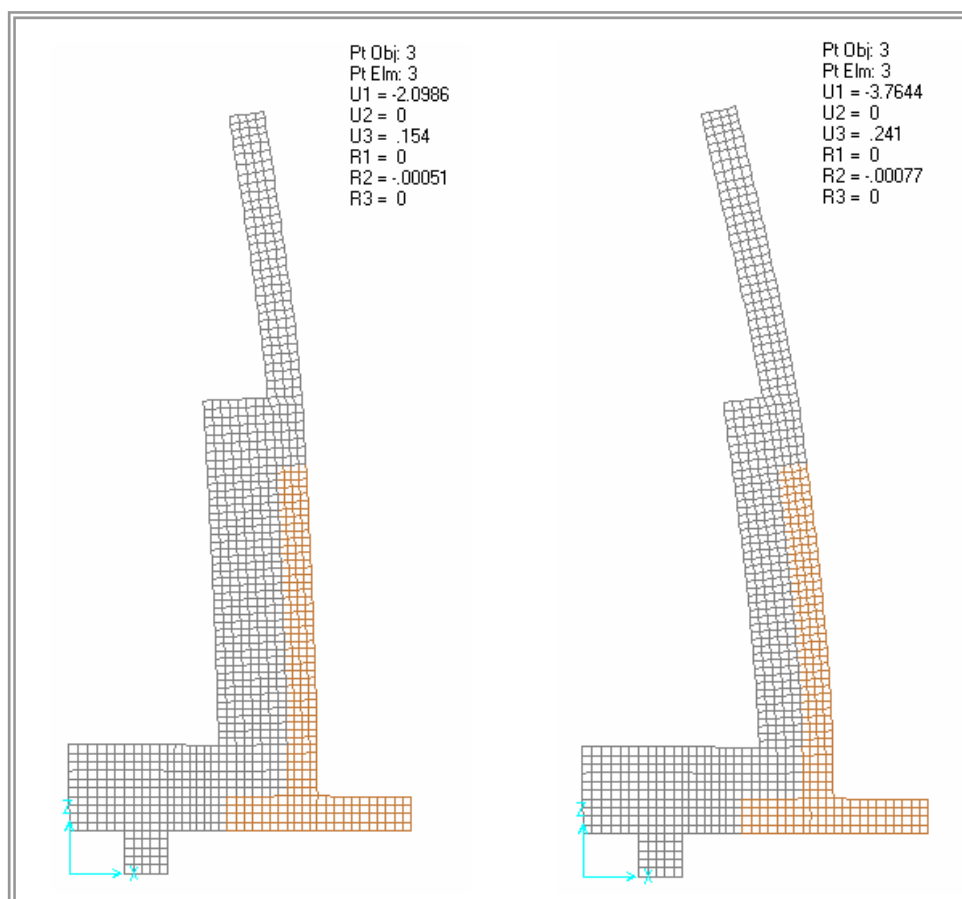 Pt Obj: 3
Pt Elm: 3
U1 = -2.0986
U2 = 0
U3 = .154
R1 = 0
R2 = -.00051
R3 = 0
Pt Obj: 3
Pt Elm: 3
U1 = -3.7644
U2 = 0
U3 = .241
R1 = 0
R2 = -.00077
R3 = 0
Z
X
Z
X